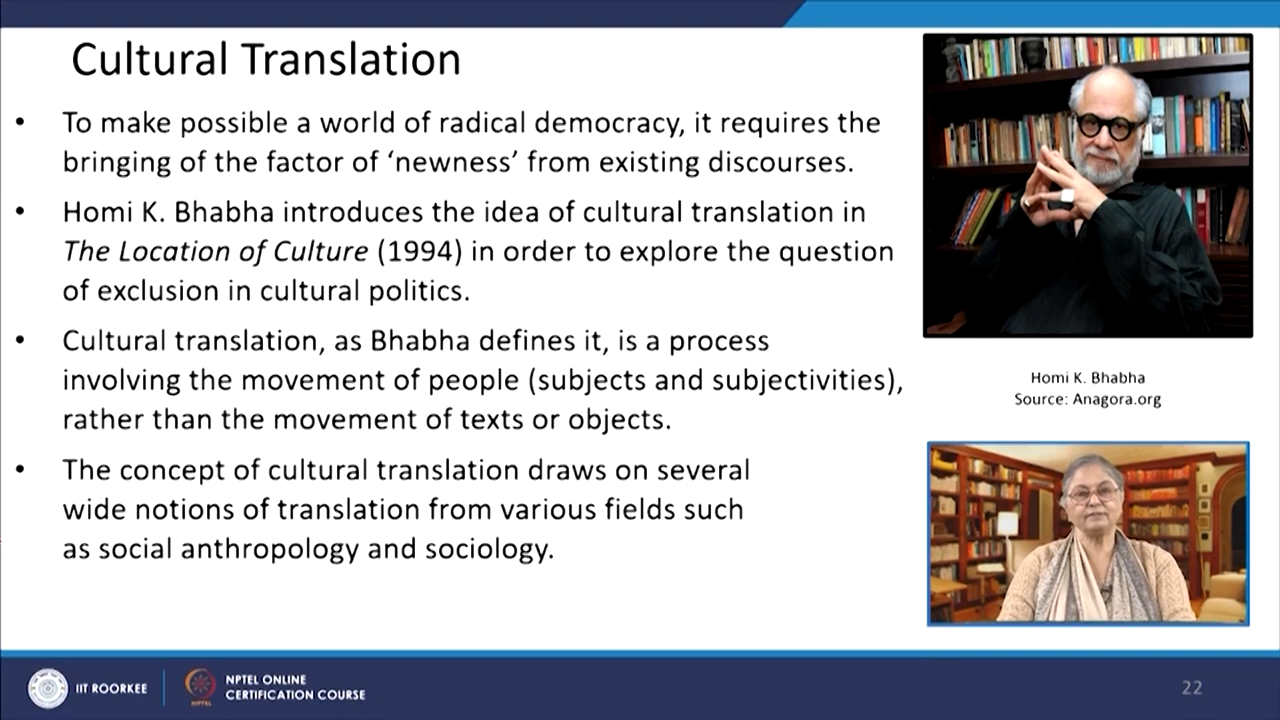 Cultural Translation
• To make possible a world of radical democracy, it requires the
bringing of the factor of ‘newness’ from existing discourses.
• Homi K. Bhabha introduces the idea of cultural translation in
The Location of Culture (1994) in order to explore the question
of exclusion in cultural politics.
• Cultural translation, as Bhabha defines it, is a process
involving the movement of people (subjects and subjectivities),
rather than the movement of texts or objects.
• The concept of cultural translation draws on several
wide notions of translation from various fields such
as social anthropology and sociology.
Homi K. Bhabha
Source: Anagora.org
IIT ROORKEE
NPTEL
NPTEL ONLINE
CERTIFICATION COURSE
22